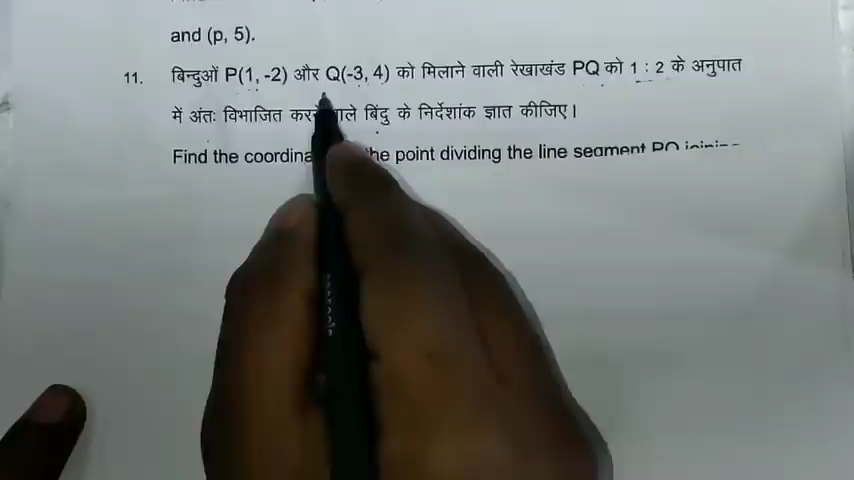 and (p, 5).
11. बिन्दुओं P(1, -2) और Q(-3, 4) को मिलाने वाली रेखाखंड PQ को 1 : 2 के अनुपात
में अंतः विभाजित करने वाले बिंदु के निर्देशांक ज्ञात कीजिए।
Find the the point dividing the line segment PQ joining